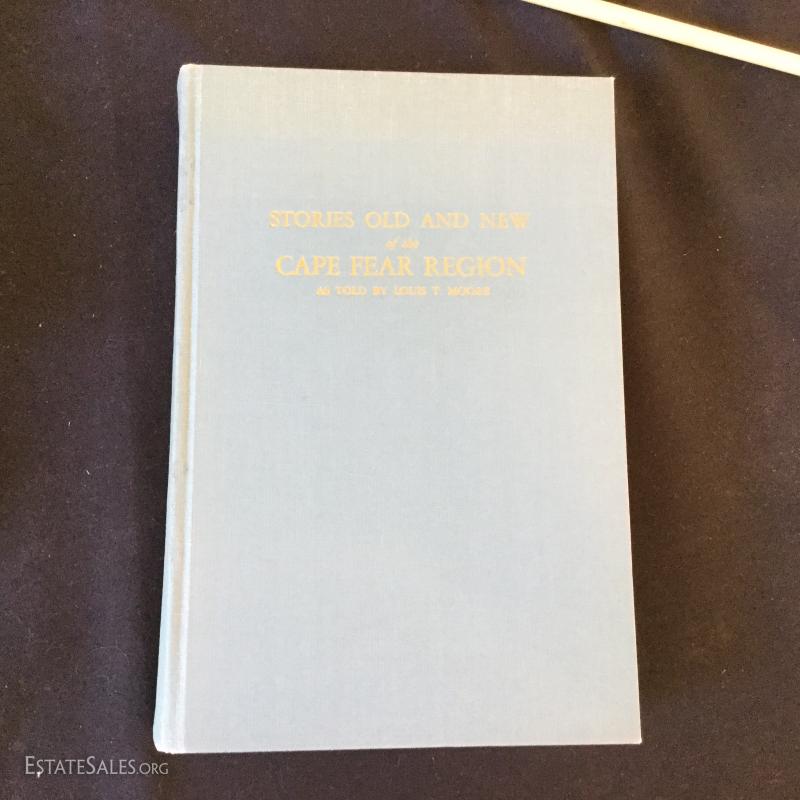 STORIES OLD AND NEW
of the
CAPE FEAR REGION
AS TOLD BY LOUIS T. MOORE
ESTATESALES.ORG